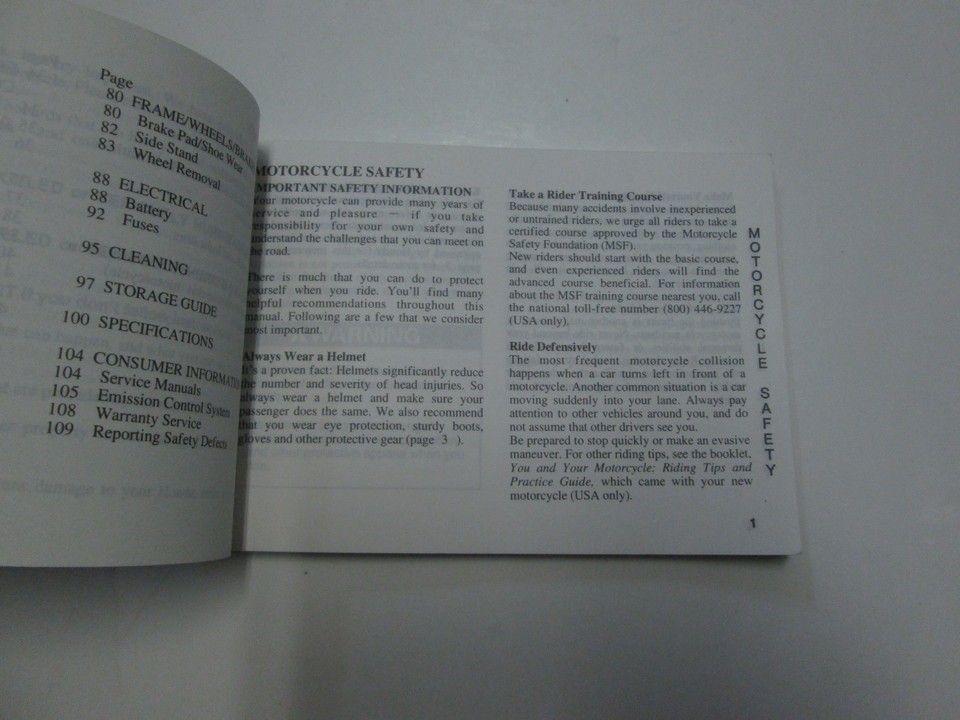 Page
80 FRAME/WHEELS/BRAKES
80 Brake Pad/Shoe Wear
82 Side Stand
83 Wheel Removal
88 ELECTRICAL
88 Battery
92 Fuses
95 CLEANING
97 STORAGE GUIDE
100 SPECIFICATIONS
104 CONSUMER INFORMATION
104 Service Manuals
105 Emission Control System
108 Warranty Service
109 Reporting Safety Defects
MOTORCYCLE SAFETY
IMPORTANT SAFETY INFORMATION
Your motorcycle can provide many years of
service and pleasure — if you take
responsibility for your own safety and
understand the challenges that you can meet on
the road.
There is much that you can do to protect
yourself when you ride. You'll find many
helpful recommendations throughout this
manual. Following are a few that we consider
most important.
Always Wear a Helmet
It's a proven fact: Helmets significantly reduce
the number and severity of head injuries. So
always wear a helmet and make sure your
passenger does the same. We also recommend
that you wear eye protection, sturdy boots,
gloves and other protective gear (page 3 ).
Take a Rider Training Course
Because many accidents involve inexperienced
or untrained riders, we urge all riders to take a
certified course approved by the Motorcycle
Safety Foundation (MSF).
New riders should start with the basic course,
and even experienced riders will find the
advanced course beneficial. For information
about the MSF training course nearest you, call
the national toll-free number (800) 446-9227
(USA only).
Ride Defensively
The most frequent motorcycle collision
happens when a car turns left in front of a
motorcycle. Another common situation is a car
moving suddenly into your lane. Always pay
attention to other vehicles around you, and do
not assume that other drivers see you.
Be prepared to stop quickly or make an evasive
maneuver. For other riding tips, see the booklet,
You and Your Motorcycle: Riding Tips and
Practice Guide, which came with your new
motorcycle (USA only).
MOTORCYCLE SAFETY
1